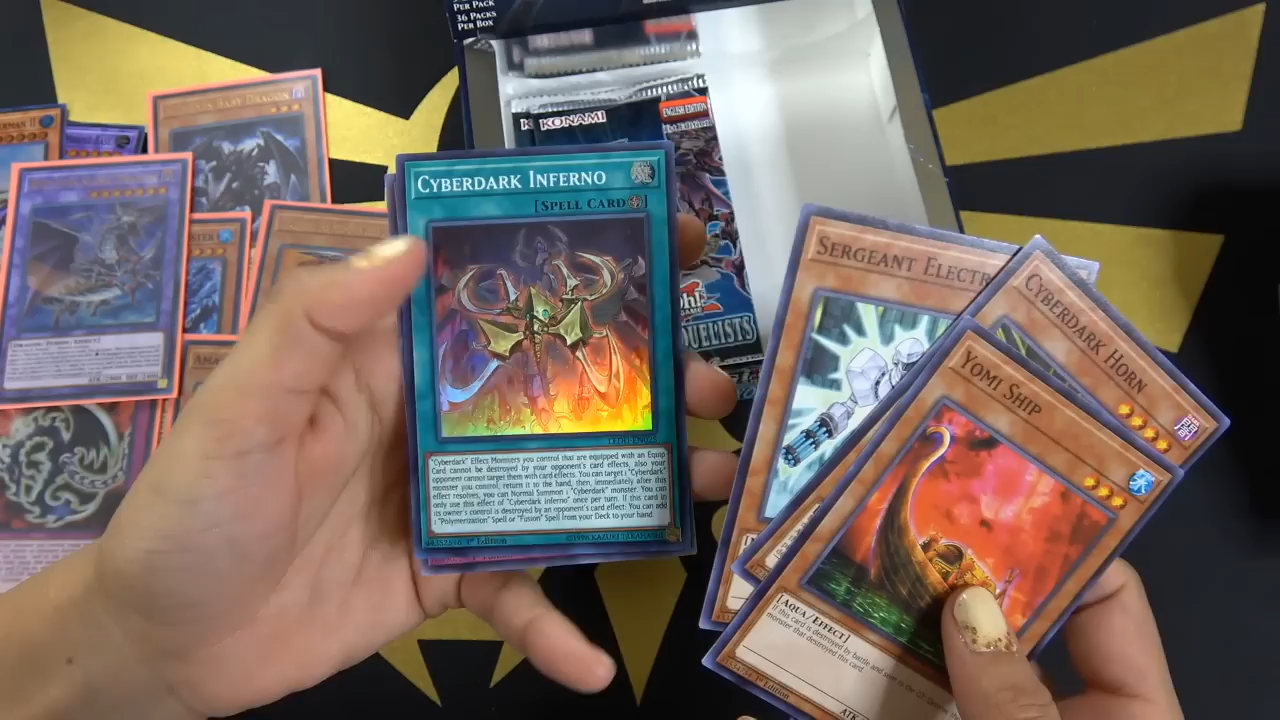 PER PACK
36 PACKS
PER BOX
KONAMI
ENGLISH EDITION
1st Edition
DUELISTS
BABY DRAGON
CYBERDARK INFERNO
[SPELL CARD
LEDU-EN025
"Cyberdark" Effect Monsters you control that are equipped with an Equip
Card cannot be destroyed by your opponent's card effects, also your
opponent cannot target them with card effects. You can target 1 "Cyberdark"
monster you control, return it to the hand, then, immediately after this
effect resolves, you can Normal Summon 1 "Cyberdark" monster. You can
only use this effect of "Cyberdark Inferno" once per turn. If this card in
its owner's control is destroyed by an opponent's card effect: You can add
1 "Polymerization" Spell or "Fusion" Spell from your Deck to your hand.
1st Edition
©1996 KAZUKI TAKAHASHI
SERGEANT ELECTR
CYBERDARK HORN
YOMI SHIP
[AQUA/EFFECT]
If this card is destroyed by battle and sent to the
monster that destroyed this card.
1st Edition
ATK